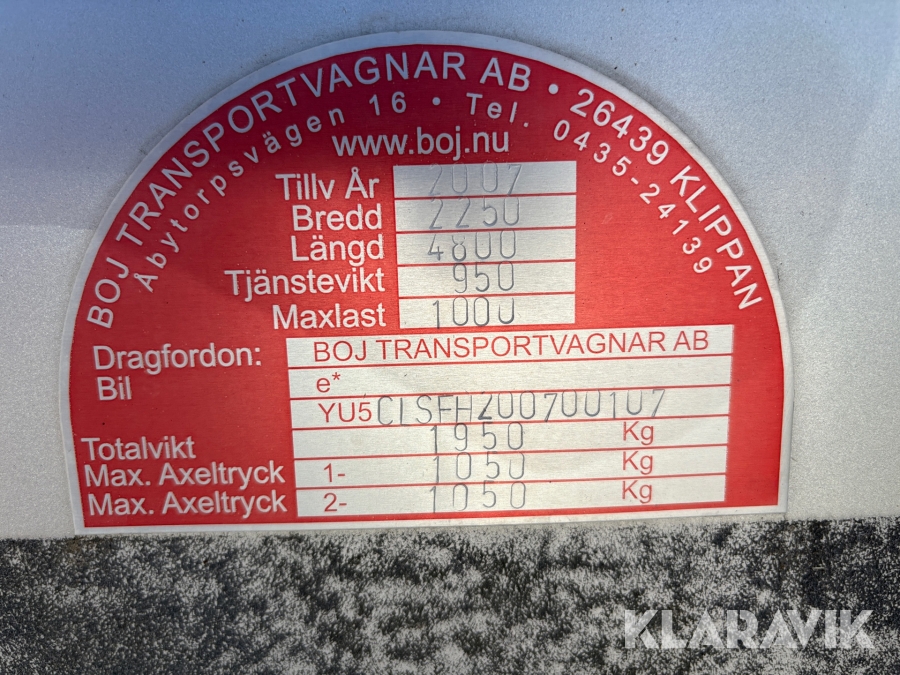 BOJ TRANSPORTVAGNAR AB • 26439 KLIPPAN
Åbytorpsvägen 16 • Tel. 0435-24139
www.boj.nu
Tillv År 2007
Bredd 2250
Längd 4800
Tjänstevikt 950
Maxlast 1000
Dragfordon: BOJ TRANSPORTVAGNAR AB
Bil e*
YU5CLSFH200700107
Totalvikt 1950 Kg
Max. Axeltryck 1- 1050 Kg
Max. Axeltryck 2- 1050 Kg
KLARAVIK